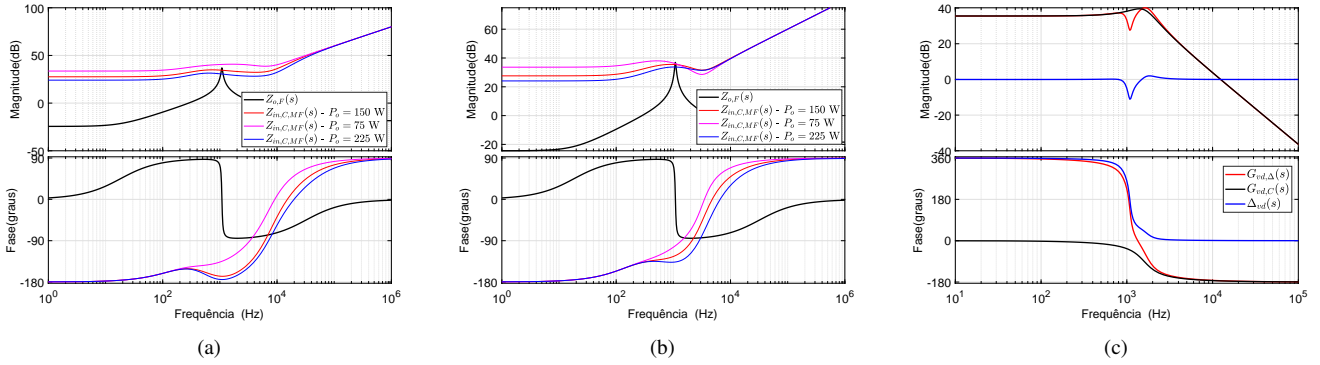 Magnitude(dB)
100
50
0
-50
Z_{o,F}(s)
Z_{in,C,MF}(s) - P_o = 150 W
Z_{in,C,MF}(s) - P_o = 75 W
Z_{in,C,MF}(s) - P_o = 225 W
Fase(graus
90
0
-90
-180
10^0 10^2 10^4 10^6
Frequência (Hz)
(a)
Magnitude(dB)
60
40
20
0
-20
Z_{o,F}(s)
Z_{in,C,MF}(s) - P_o = 150 W
Z_{in,C,MF}(s) - P_o = 75 W
Z_{in,C,MF}(s) - P_o = 225 W
Fase(graus
90
0
-90
-180
10^0 10^2 10^4 10^6
Frequência (Hz)
(b)
Magnitude(dB)
40
20
0
-20
-40
Fase(graus)
360
180
0
-180
G_{vd,Δ}(s)
G_{vd,C}(s)
Δ_{vd}(s)
10^1 10^2 10^3 10^4 10^5
Frequência (Hz)
(c)